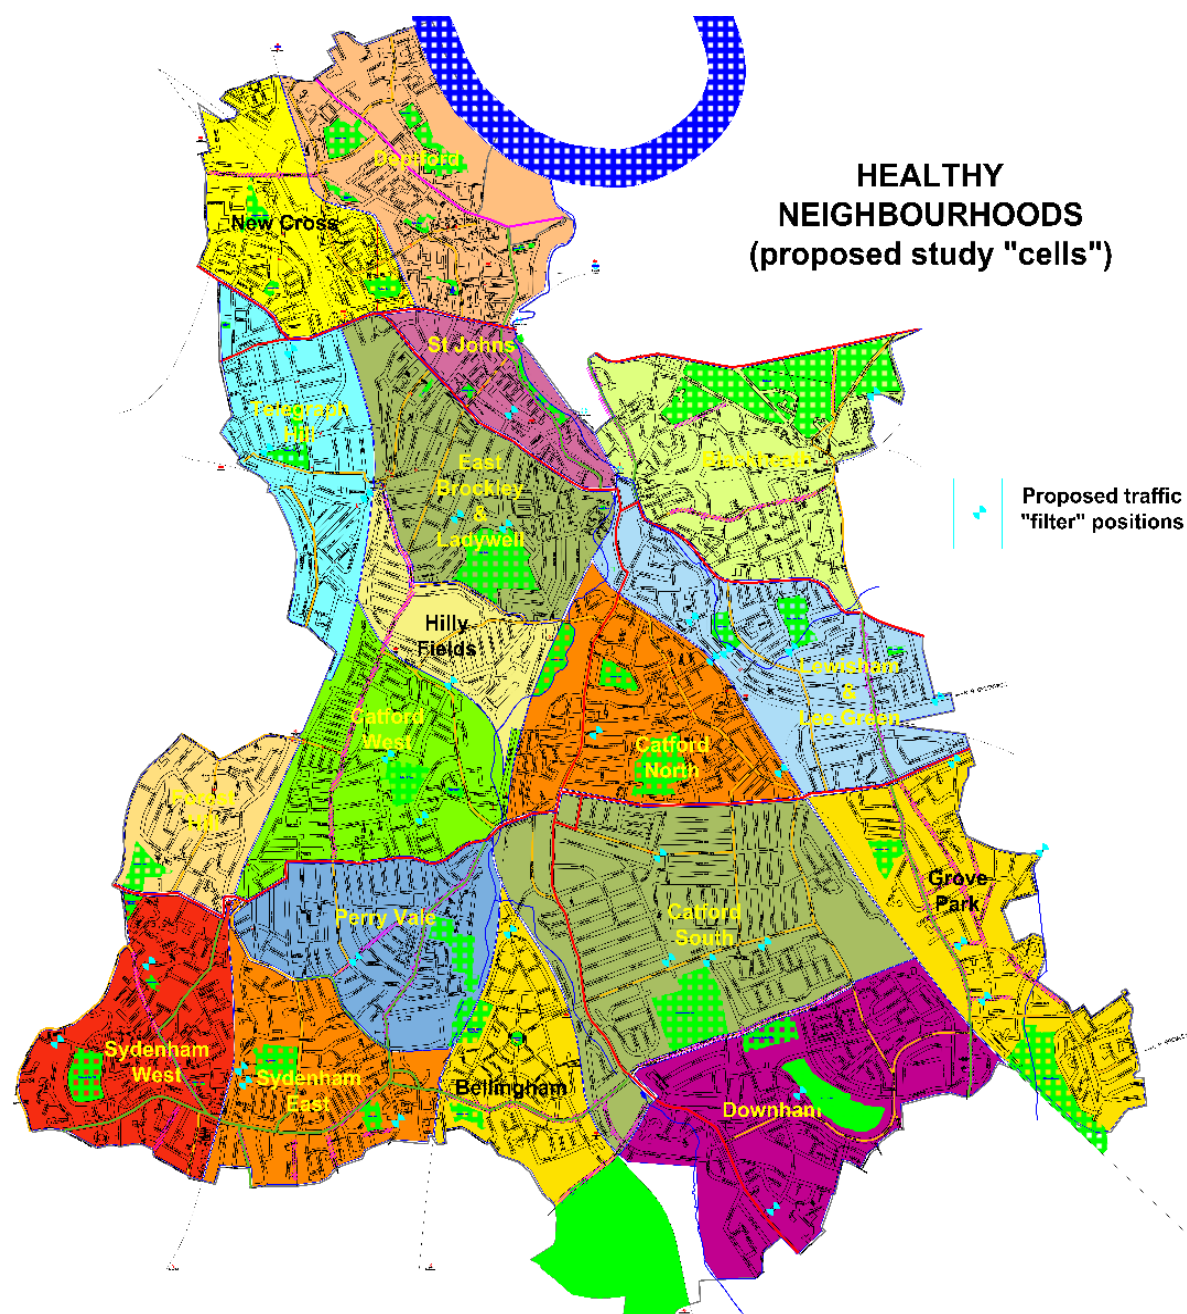 HEALTHY
NEIGHBOURHOODS
(proposed study "cells")
Deptford
New Cross
St Johns
Telegraph
Hill
East
Brockley
&
Ladywell
Blackheath
Proposed traffic
"filter" positions
Hilly
Fields
Lewisham
&
Lee Green
Catford
West
Catford
North
Forest
Hill
Grove
Park
Perry Vale
Catford
South
Sydenham
West
Sydenham
East
Bellingham
Downham